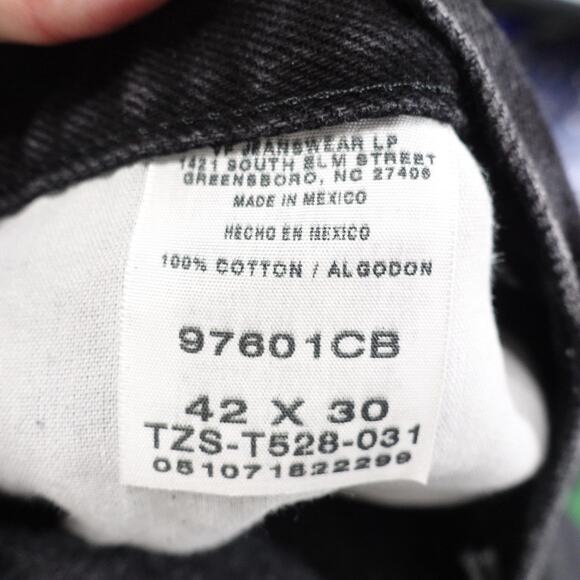 VF JEANSWEAR LP
1421 SOUTH ELM STREET
GREENSBORO, NC 27406
MADE IN MEXICO
HECHO EN MEXICO
100% COTTON / ALGODON
97601CB
42 X 30
TZS-T528-031
051071622299